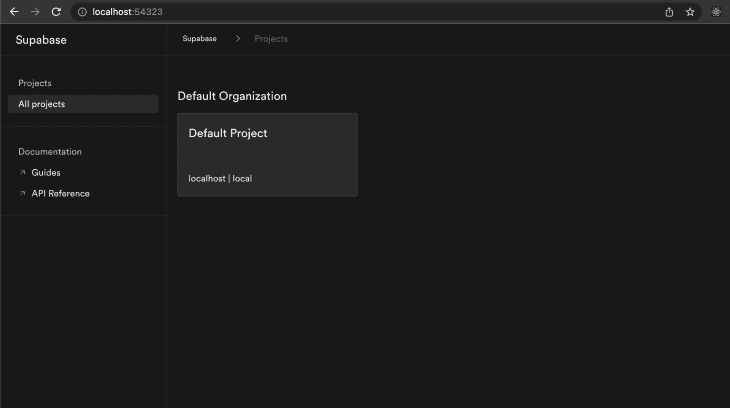 localhost:54323
Supabase
Supabase > Projects
Projects
All projects
Documentation
Guides
API Reference
Default Organization
Default Project
localhost | local